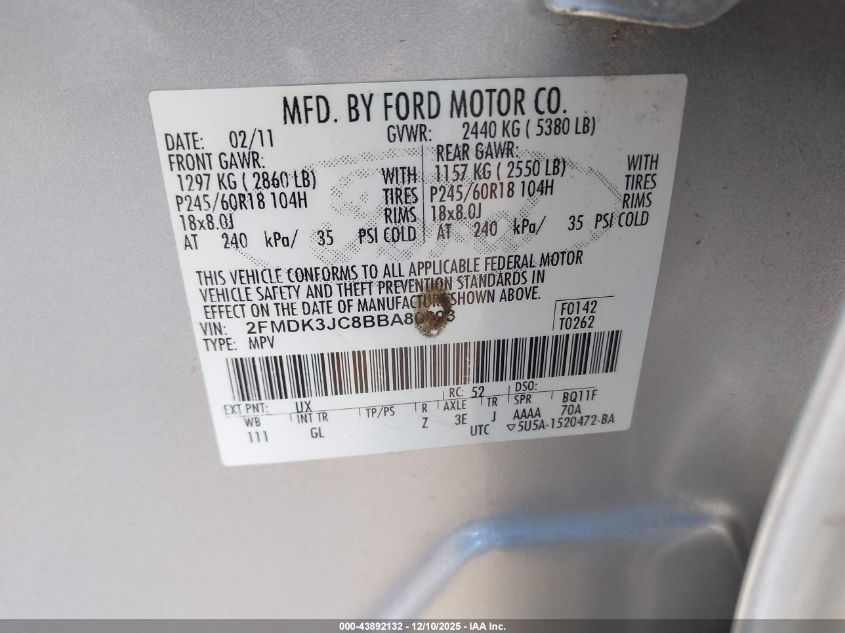 MFD. BY FORD MOTOR CO.
DATE: 02/11 GVWR: 2440 KG ( 5380 LB)
FRONT GAWR: REAR GAWR:
1297 KG ( 2860 LB) WITH 1157 KG ( 2550 LB) WITH
P245/60R18 104H TIRES P245/60R18 104H TIRES
18x8.0J RIMS 18x8.0J RIMS
AT 240 kPa/ 35 PSI COLD AT 240 kPa/ 35 PSI COLD
THIS VEHICLE CONFORMS TO ALL APPLICABLE FEDERAL MOTOR
VEHICLE SAFETY AND THEFT PREVENTION STANDARDS IN
EFFECT ON THE DATE OF MANUFACTURE SHOWN ABOVE.
VIN: F0142
TYPE: MPV T0262
RC: 52 DSO:
EXT PNT: UX AXLE TR SPR BQ11F
WB INT TR TP/PS R 3E J AAAA 70A
111 GL Z UTC ▽5U5A-1520472-BA
000-43892132 - 12/10/2025 - IAA Inc.